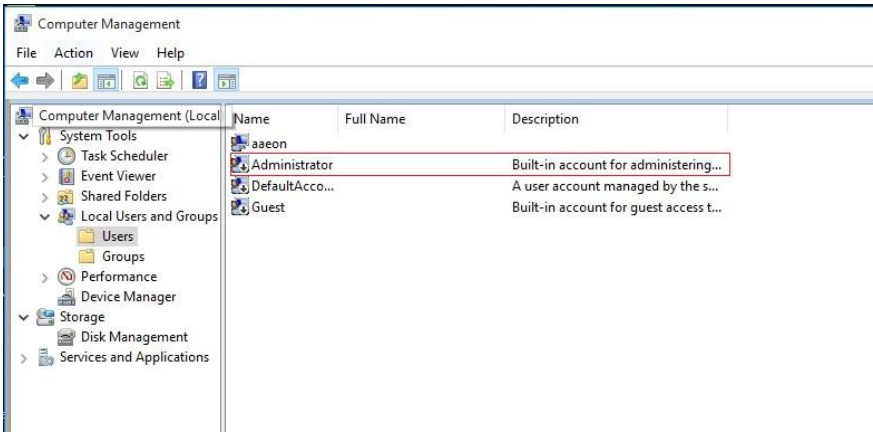 Computer Management
File Action View Help
Computer Management (Local
System Tools
Task Scheduler
Event Viewer
Shared Folders
Local Users and Groups
Users
Groups
Performance
Device Manager
Storage
Disk Management
Services and Applications
Name Full Name Description
aaeon
Administrator Built-in account for administering...
DefaultAcco... A user account managed by the s...
Guest Built-in account for guest access t...